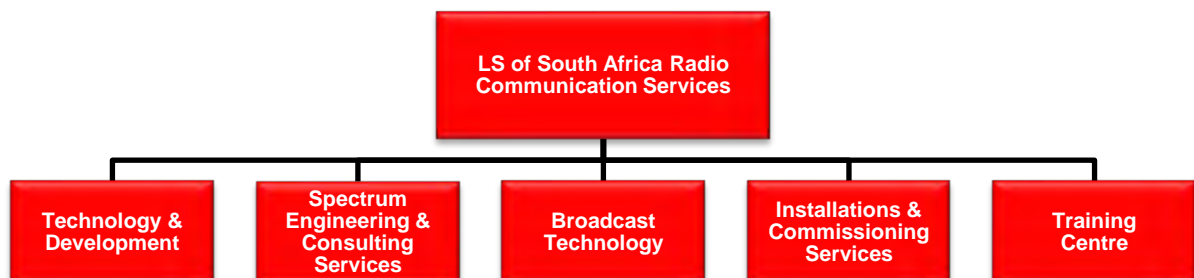 LS of South Africa Radio
Communication Services
Technology &
Development
Spectrum
Engineering &
Consulting
Services
Broadcast
Technology
Installations &
Commissioning
Services
Training
Centre